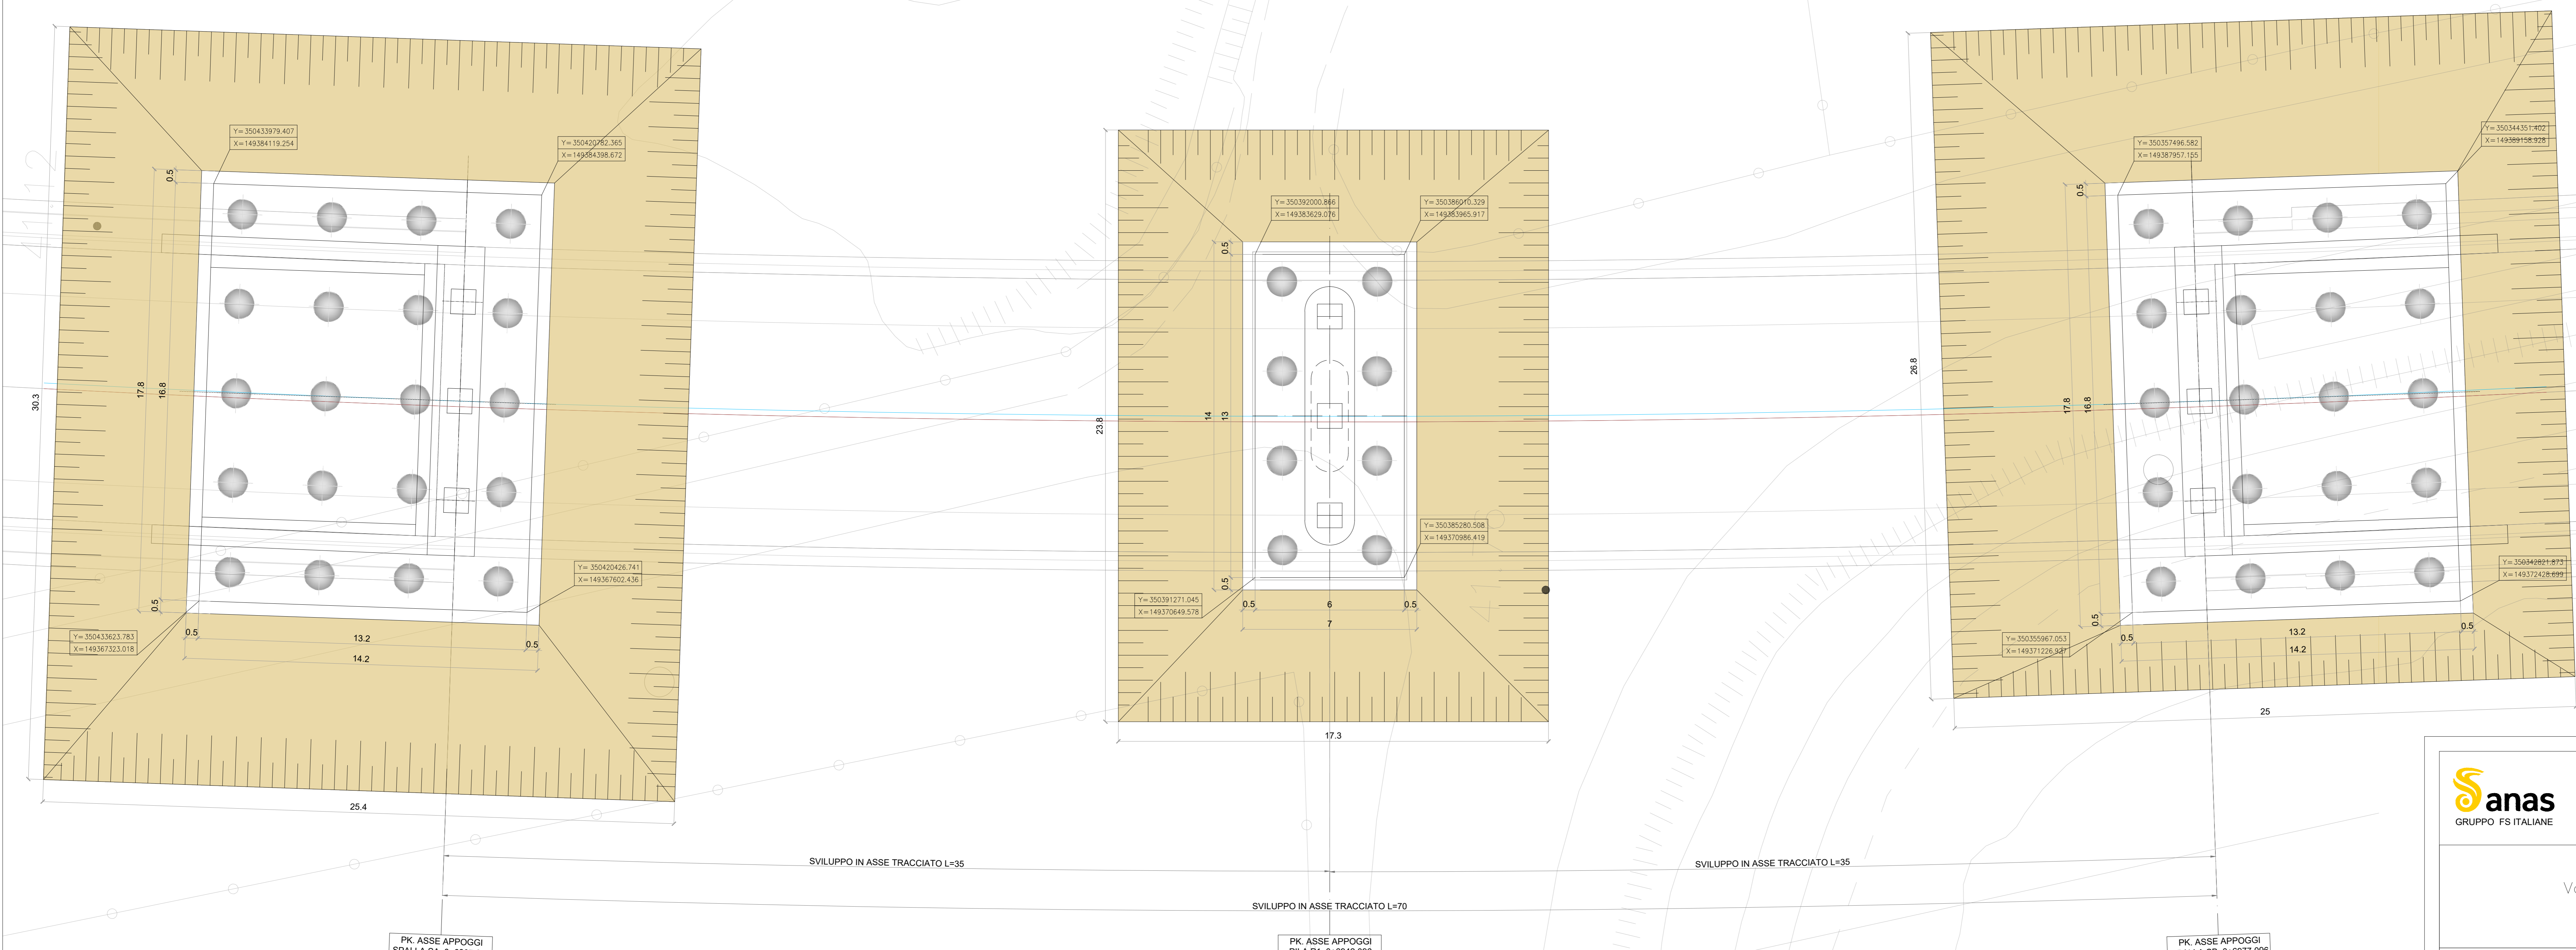 Y=350433979.407
X=149384119.254
Y=350420782.365
X=149384398.672
0.5
17.8
16.8
30.3
0.5
Y=350433623.783
X=149367323.018
Y= 350420426.741
X=149367602.436
0.5
13.2
0.5
14.2
25.4
Y=350392000.866
X=149383629.076
Y=350386010.329
X=149383965.917
0.5
14
13
23.8
0.5
Y=350385280.508
X=149370986.419
Y=350391271.045
X=149370649.578
0.5
6
0.5
7
17.3
Y=350357496.582
X=149387957.155
Y=350344351.402
X=149389158.928
0.5
26.8
17.8
16.8
0.5
Y=350342821.873
X=149372428.699
Y=350355967.053
X=149371226.927
0.5
13.2
0.5
14.2
25
SVILUPPO IN ASSE TRACCIATO L=35
SVILUPPO IN ASSE TRACCIATO L=35
SVILUPPO IN ASSE TRACCIATO L=70
PK. ASSE APPOGGI
PK. ASSE APPOGGI
PK. ASSE APPOGGI
anas
GRUPPO FS ITALIANE